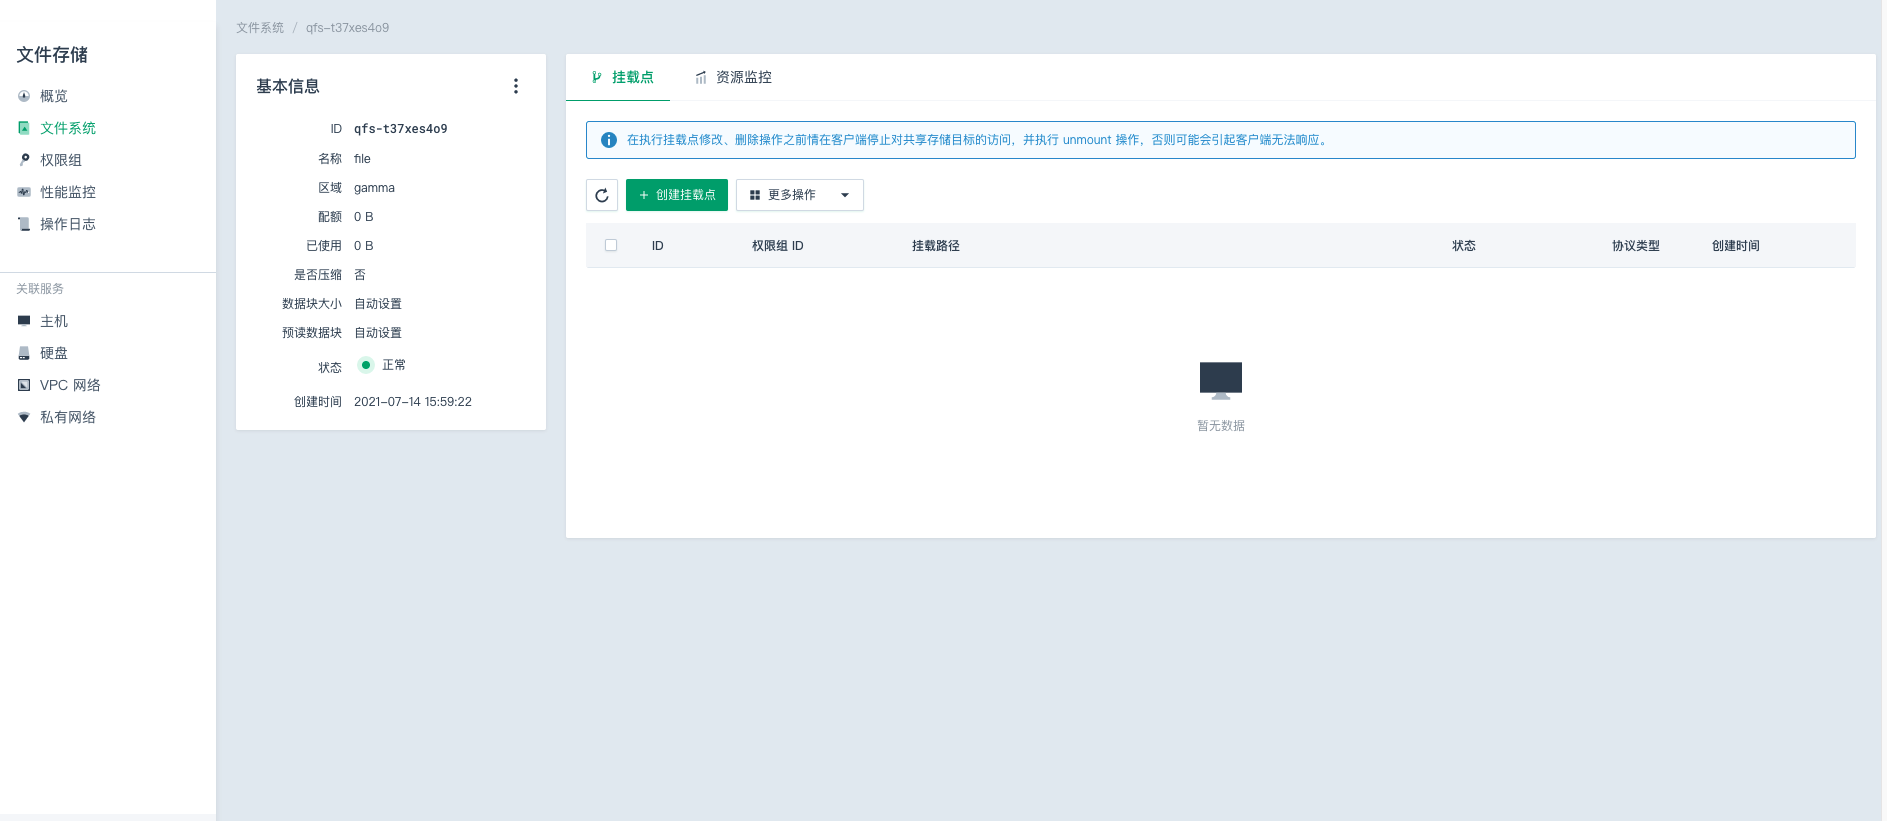 文件存储
概览
文件系统
权限组
性能监控
操作日志
关联服务
主机
硬盘
VPC 网络
私有网络
文件系统 / qfs-t37xes4o9
基本信息
ID qfs-t37xes4o9
名称 file
区域 gamma
配额 0 B
已使用 0 B
是否压缩 否
数据块大小 自动设置
预读数据块 自动设置
状态 正常
创建时间 2021-07-14 15:59:22
挂载点 资源监控
在执行挂载点修改、删除操作之前情在客户端停止对共享存储目标的访问，并执行 unmount 操作，否则可能会引起客户端无法响应。
+ 创建挂载点 更多操作
ID 权限组 ID 挂载路径 状态 协议类型 创建时间
暂无数据